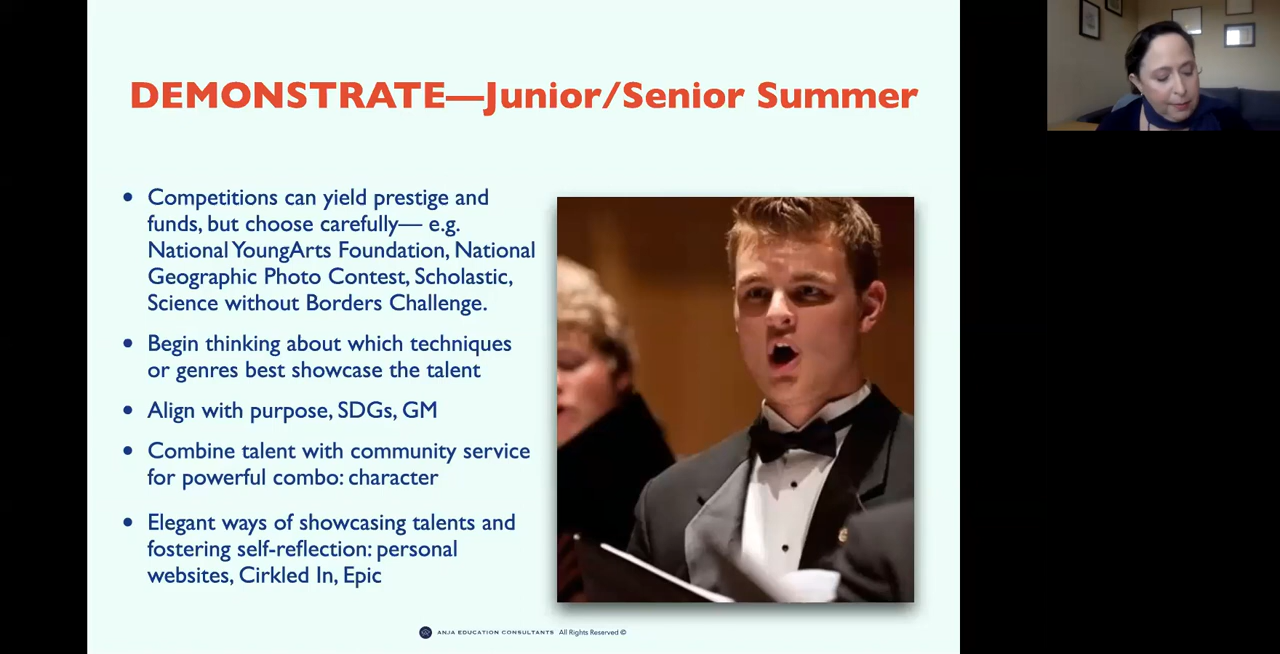 DEMONSTRATE—Junior/Senior Summer
• Competitions can yield prestige and
funds, but choose carefully— e.g.
National YoungArts Foundation, National
Geographic Photo Contest, Scholastic,
Science without Borders Challenge.
• Begin thinking about which techniques
or genres best showcase the talent
• Align with purpose, SDGs, GM
• Combine talent with community service
for powerful combo: character
• Elegant ways of showcasing talents and
fostering self-reflection: personal
websites, Cirkled In, Epic
ANJA EDUCATION CONSULTANTS All Rights Reserved ©